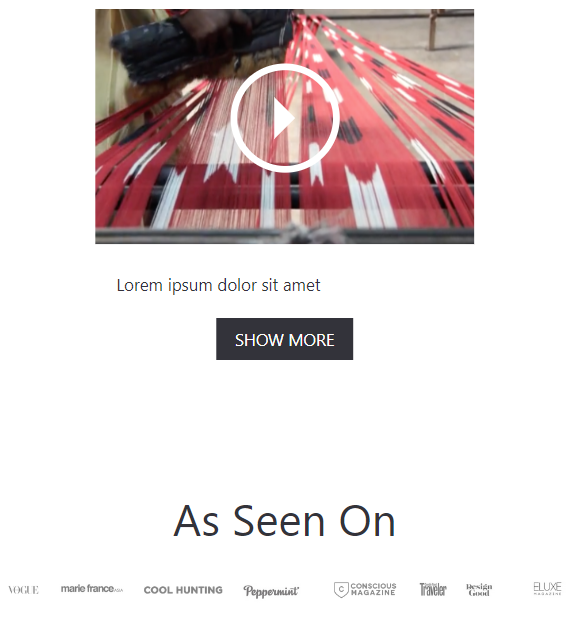 Lorem ipsum dolor sit amet
SHOW MORE
As Seen On
VOGUE marie france ASIA COOL HUNTING Peppermint C CONSCIOUS MAGAZINE Traveler Design Good ELUXE MAGAZINE